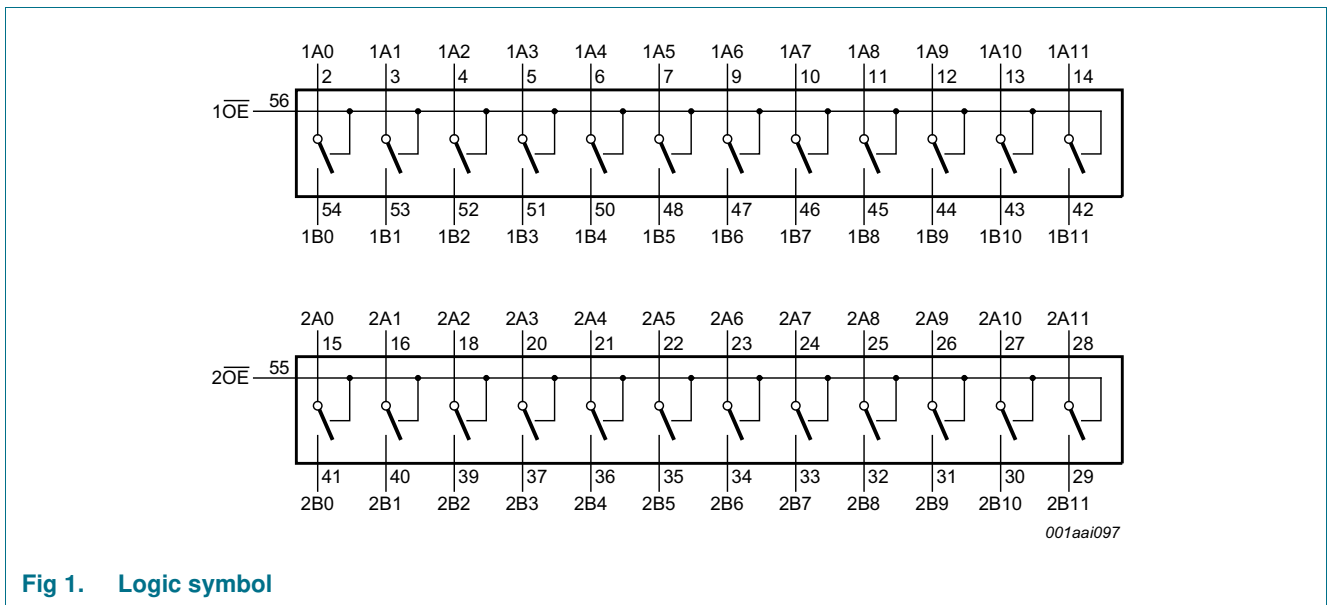 1A0 1A1 1A2 1A3 1A4 1A5 1A6 1A7 1A8 1A9 1A10 1A11
2 3 4 5 6 7 9 10 11 12 13 14
1O̅E̅ 56
54 53 52 51 50 48 47 46 45 44 43 42
1B0 1B1 1B2 1B3 1B4 1B5 1B6 1B7 1B8 1B9 1B10 1B11
2A0 2A1 2A2 2A3 2A4 2A5 2A6 2A7 2A8 2A9 2A10 2A11
15 16 18 20 21 22 23 24 25 26 27 28
2O̅E̅ 55
41 40 39 37 36 35 34 33 32 31 30 29
2B0 2B1 2B2 2B3 2B4 2B5 2B6 2B7 2B8 2B9 2B10 2B11
001aai097
Fig 1. Logic symbol